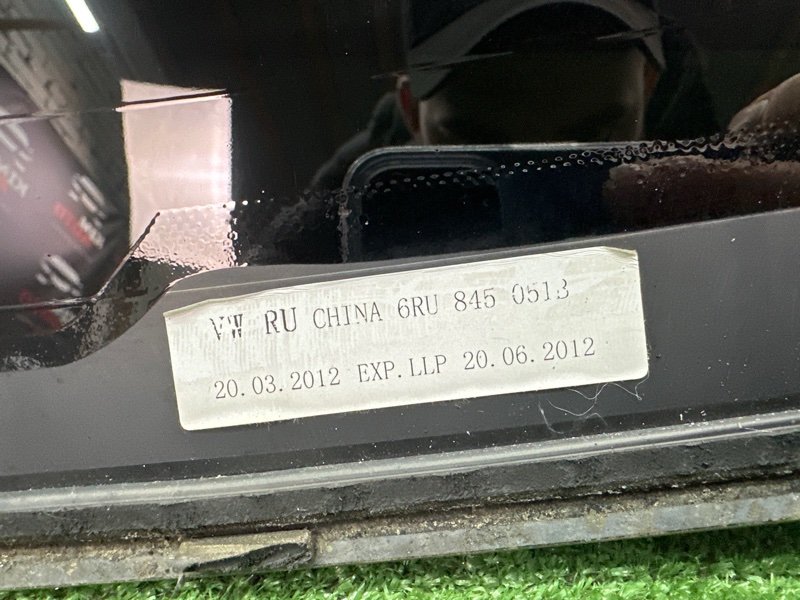 VW RU CHINA 6RU 845 051B
20.03.2012 EXP.LLP 20.06.2012